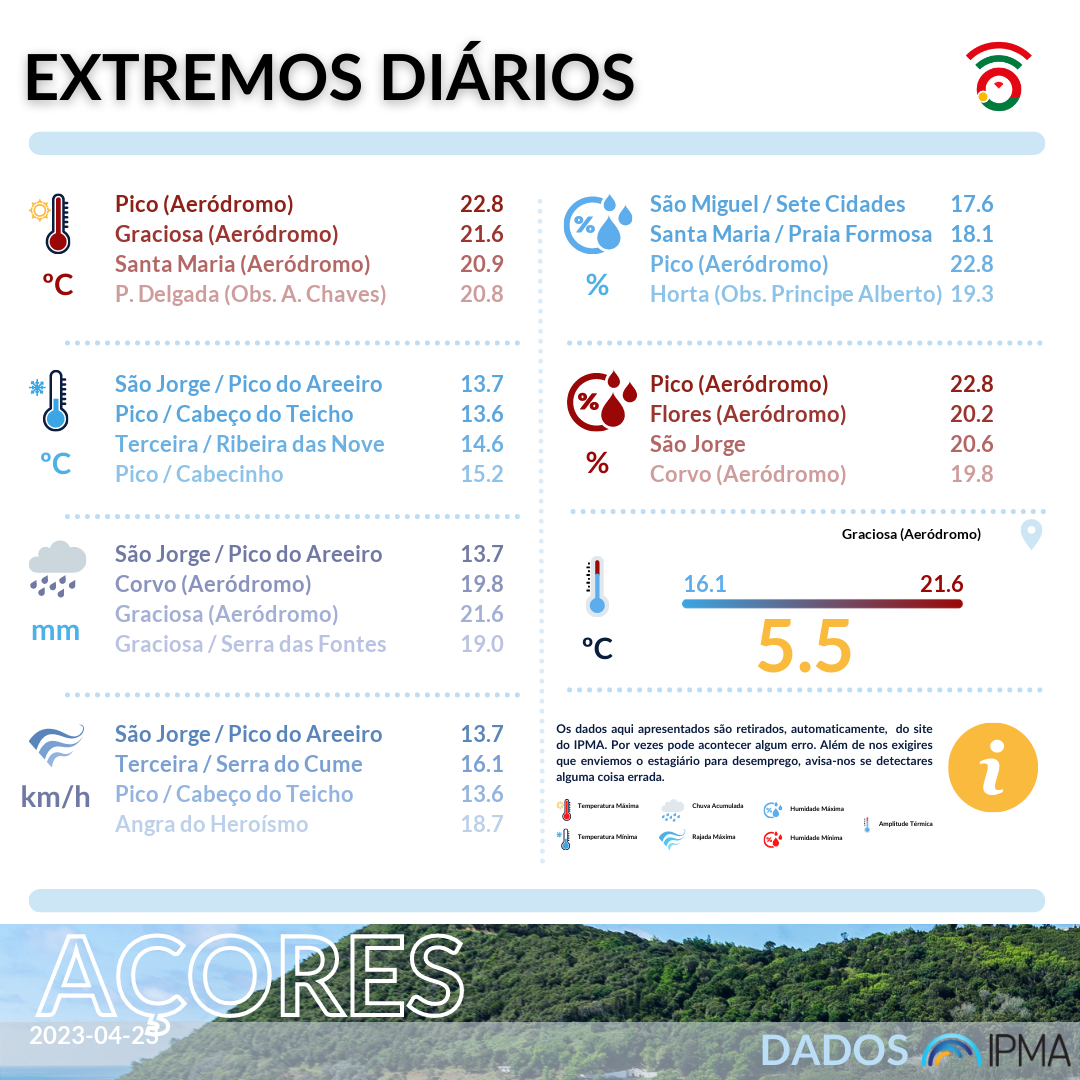 EXTREMOS DIÁRIOS
Pico (Aeródromo) 22.8
Graciosa (Aeródromo) 21.6
Santa Maria (Aeródromo) 20.9
P. Delgada (Obs. A. Chaves) 20.8
ºC
São Jorge / Pico do Areeiro 13.7
Pico / Cabeço do Teicho 13.6
Terceira / Ribeira das Nove 14.6
Pico / Cabecinho 15.2
ºC
São Jorge / Pico do Areeiro 13.7
Corvo (Aeródromo) 19.8
Graciosa (Aeródromo) 21.6
Graciosa / Serra das Fontes 19.0
mm
São Jorge / Pico do Areeiro 13.7
Terceira / Serra do Cume 16.1
Pico / Cabeço do Teicho 13.6
Angra do Heroísmo 18.7
km/h
%
São Miguel / Sete Cidades 17.6
Santa Maria / Praia Formosa 18.1
Pico (Aeródromo) 22.8
Horta (Obs. Principe Alberto) 19.3
%
%
Pico (Aeródromo) 22.8
Flores (Aeródromo) 20.2
São Jorge 20.6
Corvo (Aeródromo) 19.8
%
Graciosa (Aeródromo)
16.1 21.6
5.5
ºC
Os dados aqui apresentados são retirados, automaticamente, do site
do IPMA. Por vezes pode acontecer algum erro. Além de nos exigires
que enviemos o estagiário para desemprego, avisa-nos se detectares
alguma coisa errada.
i
Temperatura Máxima Chuva Acumulada Humidade Máxima
Amplitude Térmica
Temperatura Mínima Rajada Máxima Humidade Mínima
AÇORES
2023-04-25
DADOS IPMA